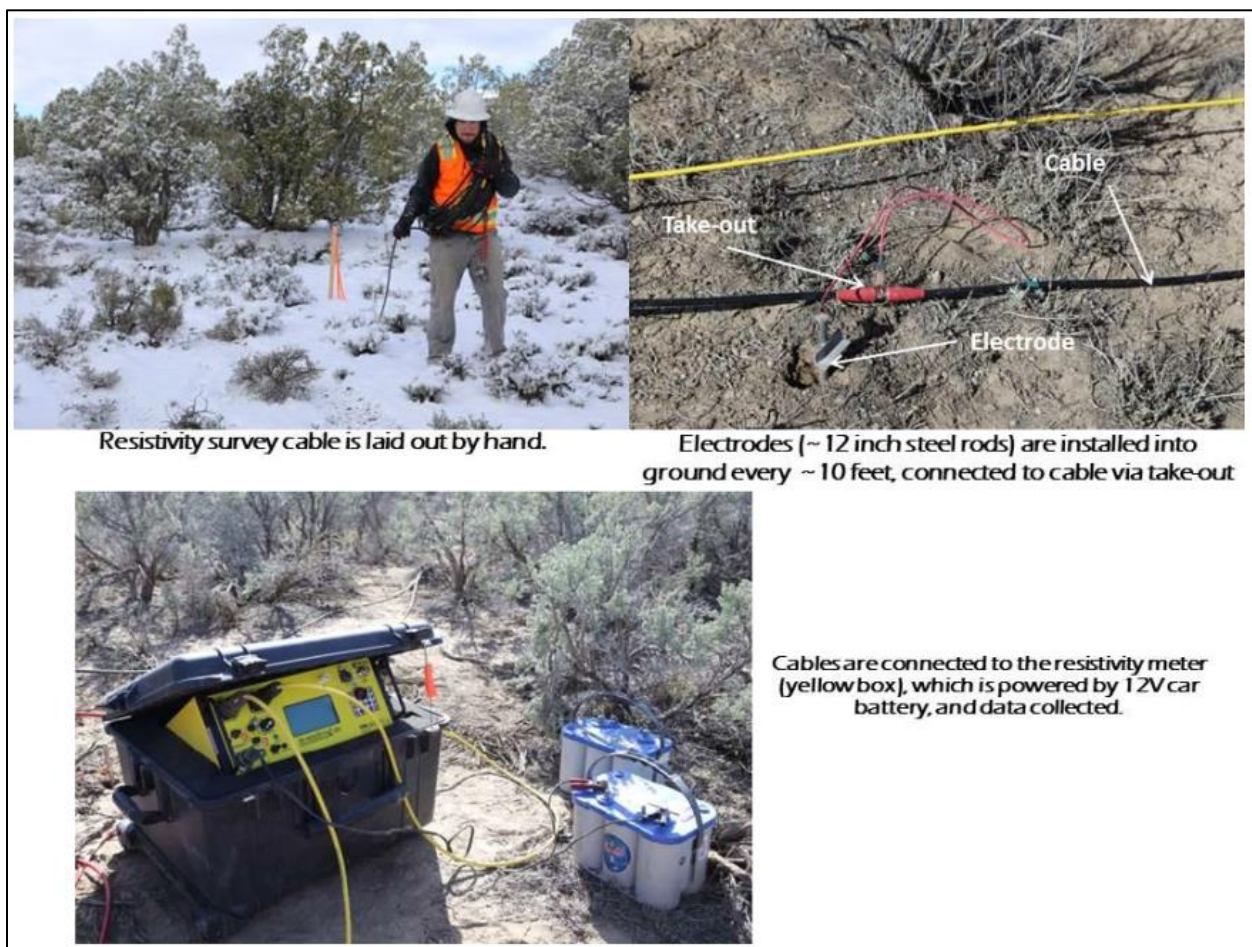 Take-out
Cable
Electrode
Resistivity survey cable is laid out by hand.
Electrodes (~12 inch steel rods) are installed into
ground every ~10 feet, connected to cable via take-out
Cables are connected to the resistivity meter
(yellow box), which is powered by 12V car
battery, and data collected.